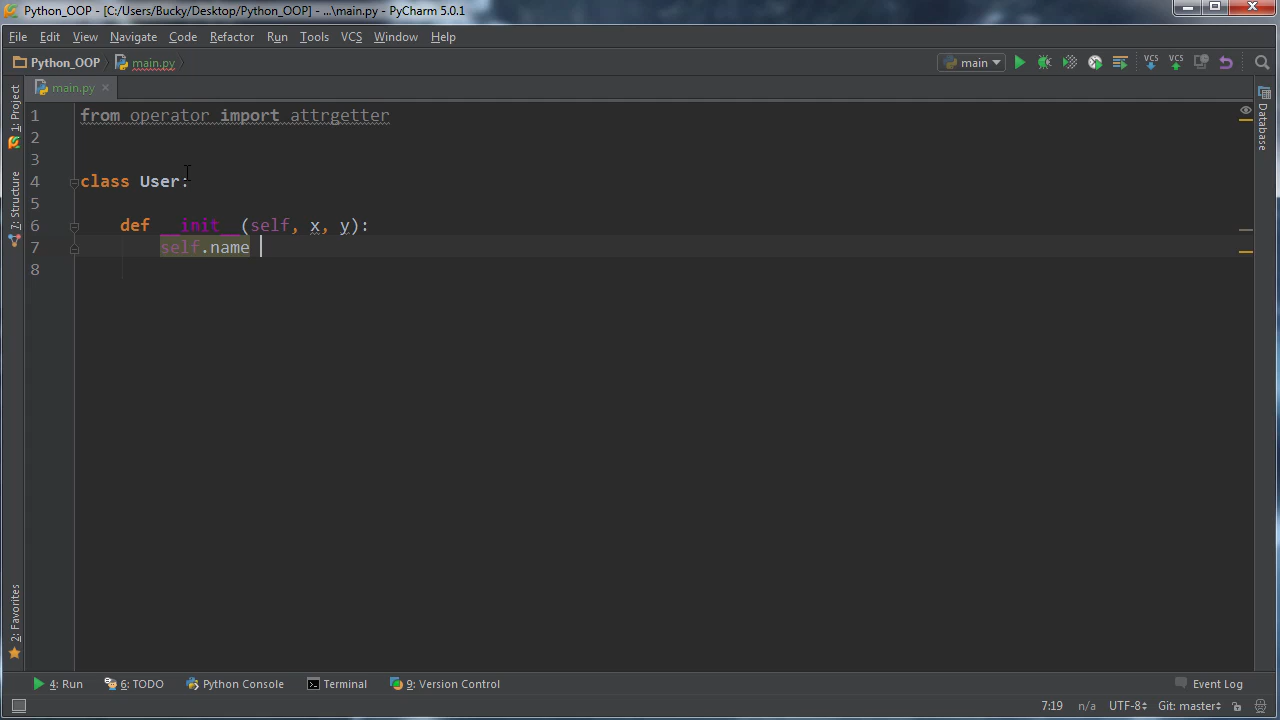 Python_OOP - [C:/Users/Bucky/Desktop/Python_OOP] - ...\main.py - PyCharm 5.0.1
File Edit View Navigate Code Refactor Run Tools VCS Window Help
Python_OOP main.py main VCS VCS
main.py
1: Project
7: Structure
2: Favorites
Database
1 from operator import attrgetter
2
3
4 class User:
5
6 def __init__(self, x, y):
7 self.name
8
4: Run 6: TODO Python Console Terminal 9: Version Control Event Log
7:19 n/a UTF-8 Git: master